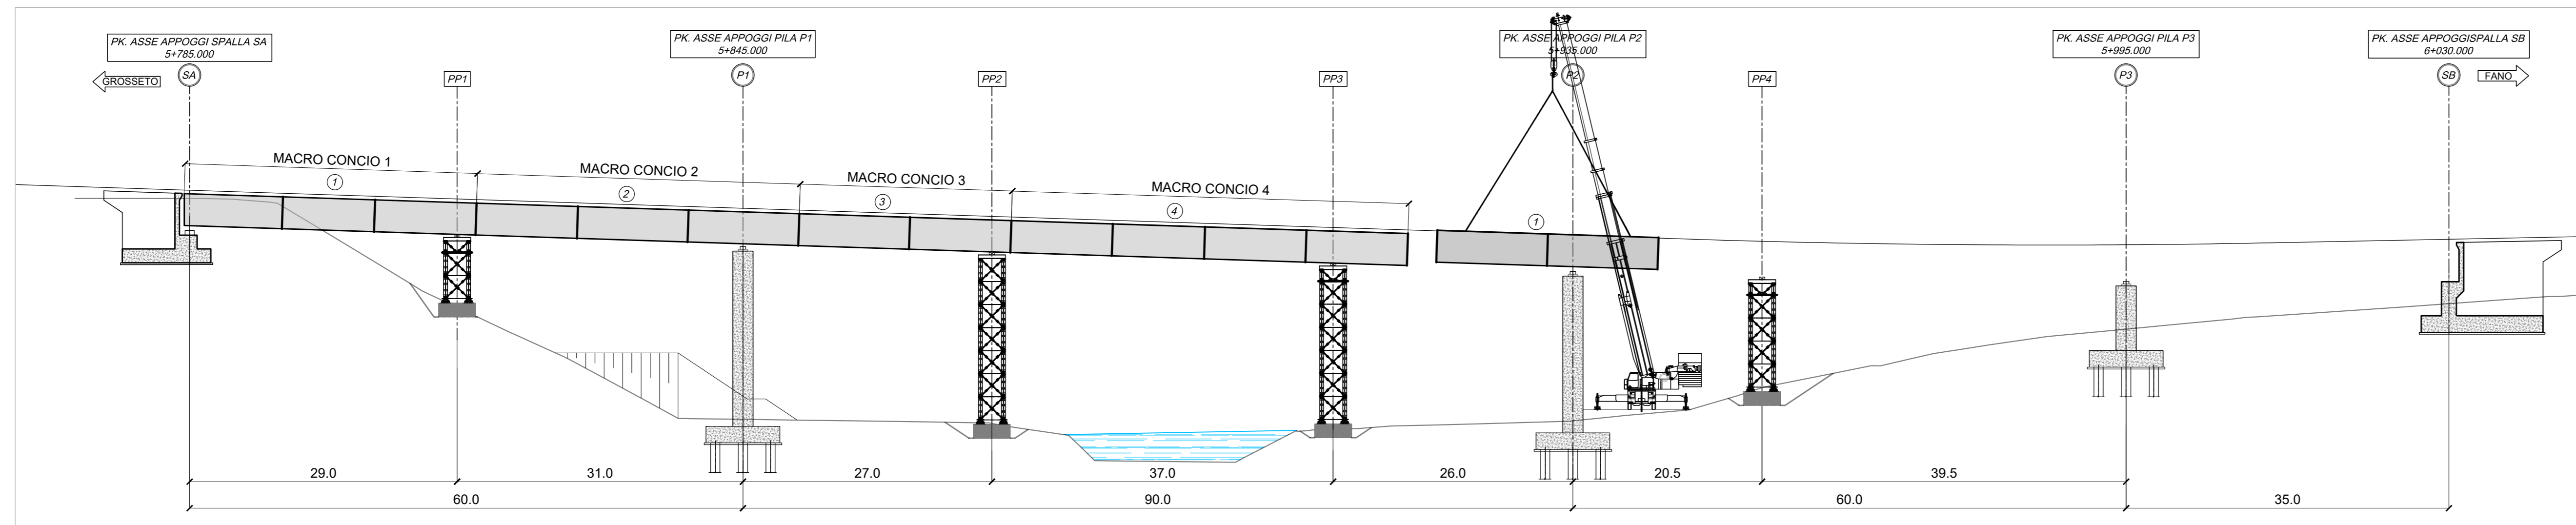 PK. ASSE APPOGGI SPALLA SA
5+785.000
PK. ASSE APPOGGI PILA P1
5+845.000
PK. ASSE APPOGGI PILA P2
5+935.000
PK. ASSE APPOGGI PILA P3
5+995.000
PK. ASSE APPOGGISPALLA SB
6+030.000
GROSSETO
SA
PP1
P1
PP2
PP3
P2
PP4
P3
SB
FANO
MACRO CONCIO 1
MACRO CONCIO 2
MACRO CONCIO 3
MACRO CONCIO 4
1
2
3
4
1
29.0
31.0
27.0
37.0
26.0
20.5
39.5
60.0
90.0
60.0
35.0